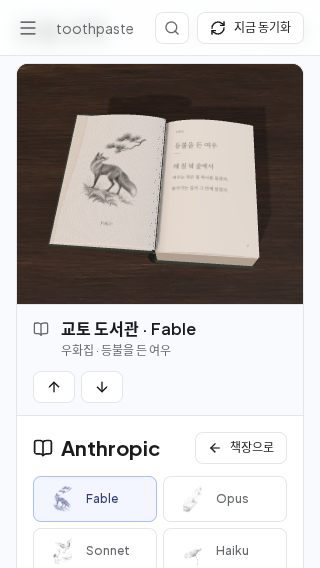 toothpaste
지금 동기화
등불을 든 여우
Fable
교토 도서관 · Fable
우화집 · 등불을 든 여우
Anthropic
책장으로
Fable
Opus
Sonnet
Haiku